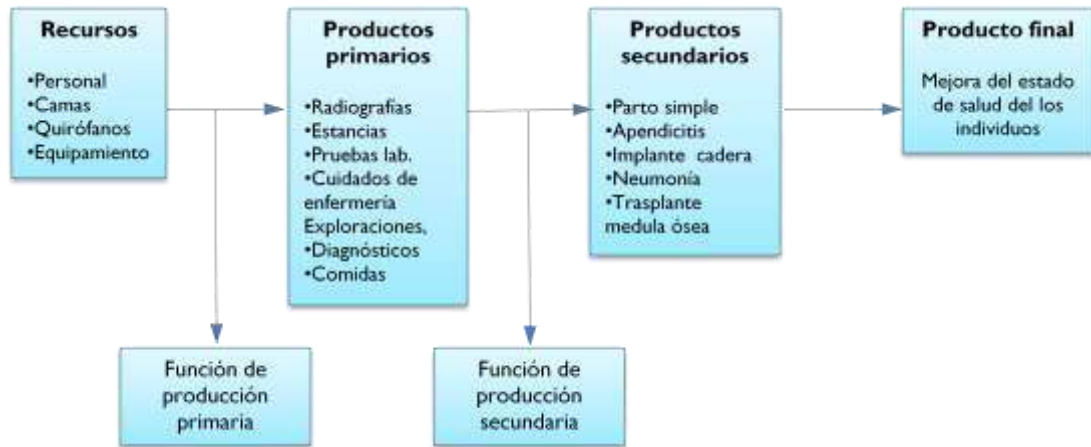 Recursos
•Personal
•Camas
•Quirófanos
•Equipamiento
Productos
primarios
•Radiografías
•Estancias
•Pruebas lab.
•Cuidados de
enfermería
Exploraciones,
•Diagnósticos
•Comidas
Productos
secundarios
•Parto simple
•Apendicitis
•Implante cadera
•Neumonía
•Trasplante
medula ósea
Producto final
Mejora del estado
de salud del los
individuos
Función de
producción
primaria
Función de
producción
secundaria